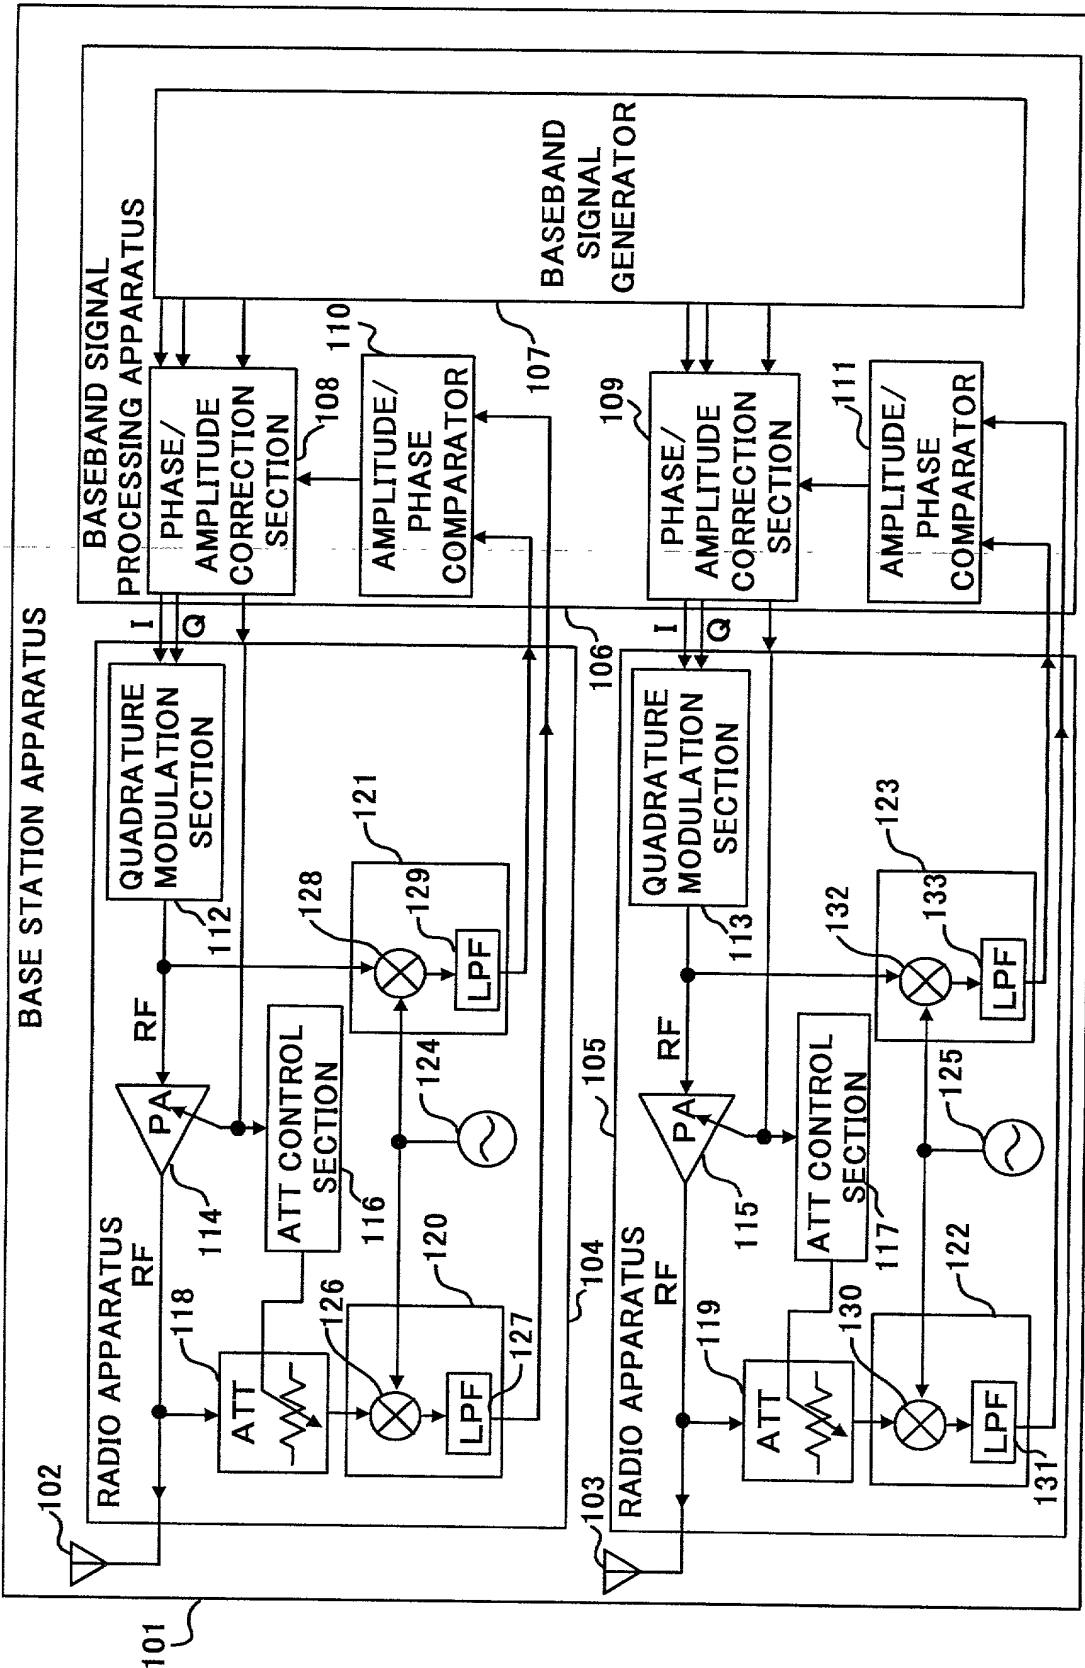 BASE STATION APPARATUS
101
102
103
RADIO APPARATUS
104
RF
118
ATT
114
PA
RF
112
QUADRATURE
MODULATION
SECTION
ATT CONTROL
SECTION
116
120
126
LPF
127
124
121
128
129
LPF
I
Q
106
BASEBAND SIGNAL
PROCESSING APPARATUS
PHASE/
AMPLITUDE
CORRECTION
SECTION
108
AMPLITUDE/
PHASE
COMPARATOR
110
BASEBAND
SIGNAL
GENERATOR
107
RADIO APPARATUS
105
RF
119
ATT
115
PA
RF
113
QUADRATURE
MODULATION
SECTION
ATT CONTROL
SECTION
117
122
130
LPF
131
125
123
132
133
LPF
I
Q
PHASE/
AMPLITUDE
CORRECTION
SECTION
109
AMPLITUDE/
PHASE
COMPARATOR
111